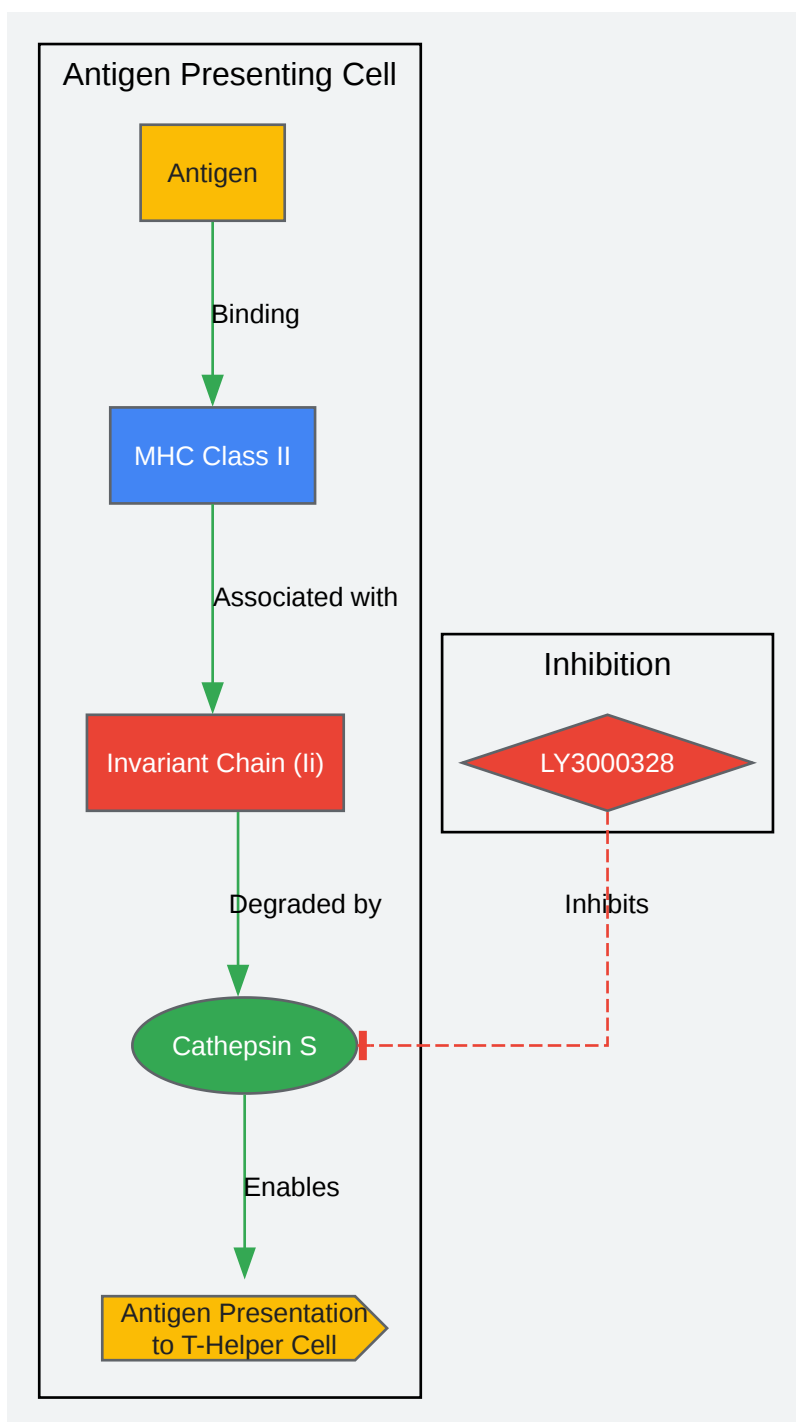 Antigen Presenting Cell
Antigen
Binding
MHC Class II
Associated with
Inhibition
Invariant Chain (Ii)
LY3000328
Degraded by
Inhibits
Cathepsin S
Enables
Antigen Presentation
to T-Helper Cell